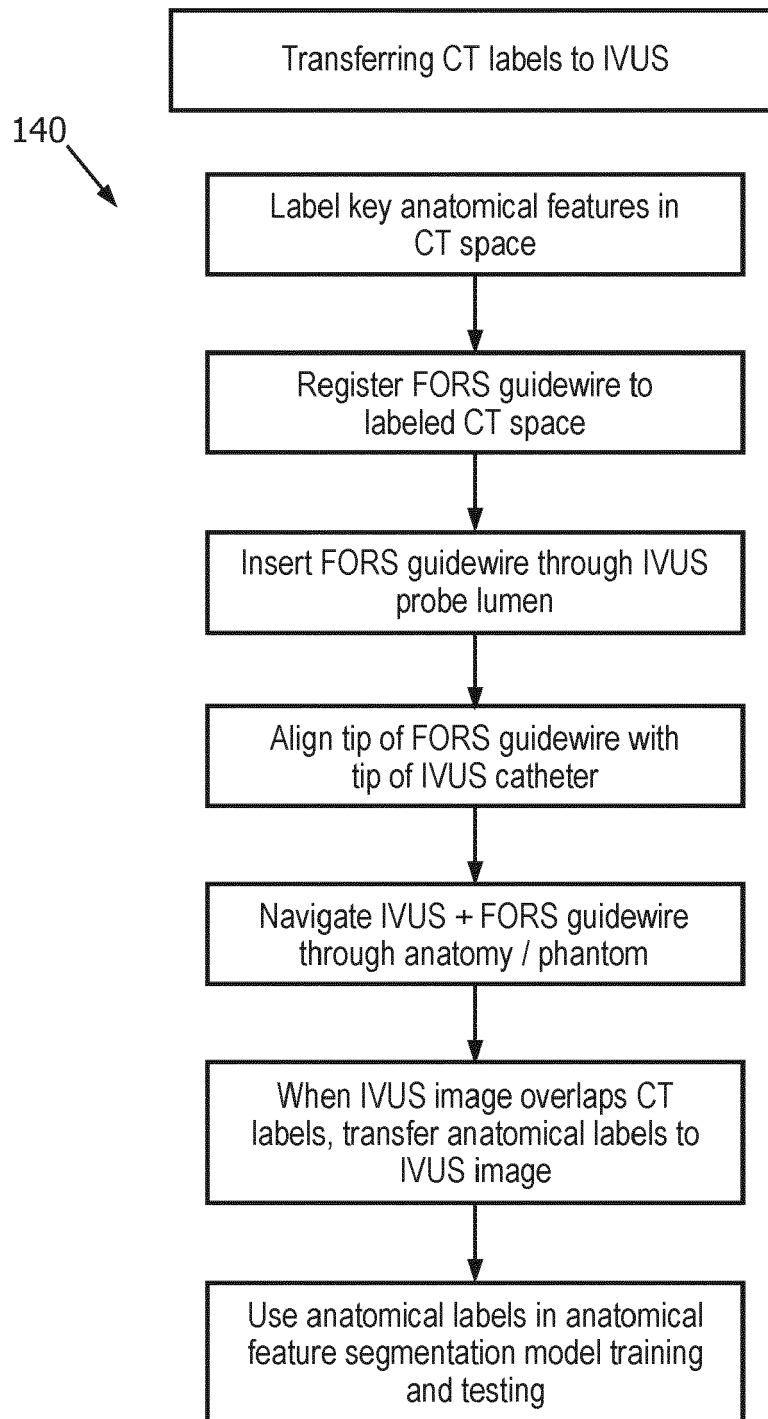 Transferring CT labels to IVUS
140
Label key anatomical features in
CT space
Register FORS guidewire to
labeled CT space
Insert FORS guidewire through IVUS
probe lumen
Align tip of FORS guidewire with
tip of IVUS catheter
Navigate IVUS + FORS guidewire
through anatomy / phantom
When IVUS image overlaps CT
labels, transfer anatomical labels to
IVUS image
Use anatomical labels in anatomical
feature segmentation model training
and testing